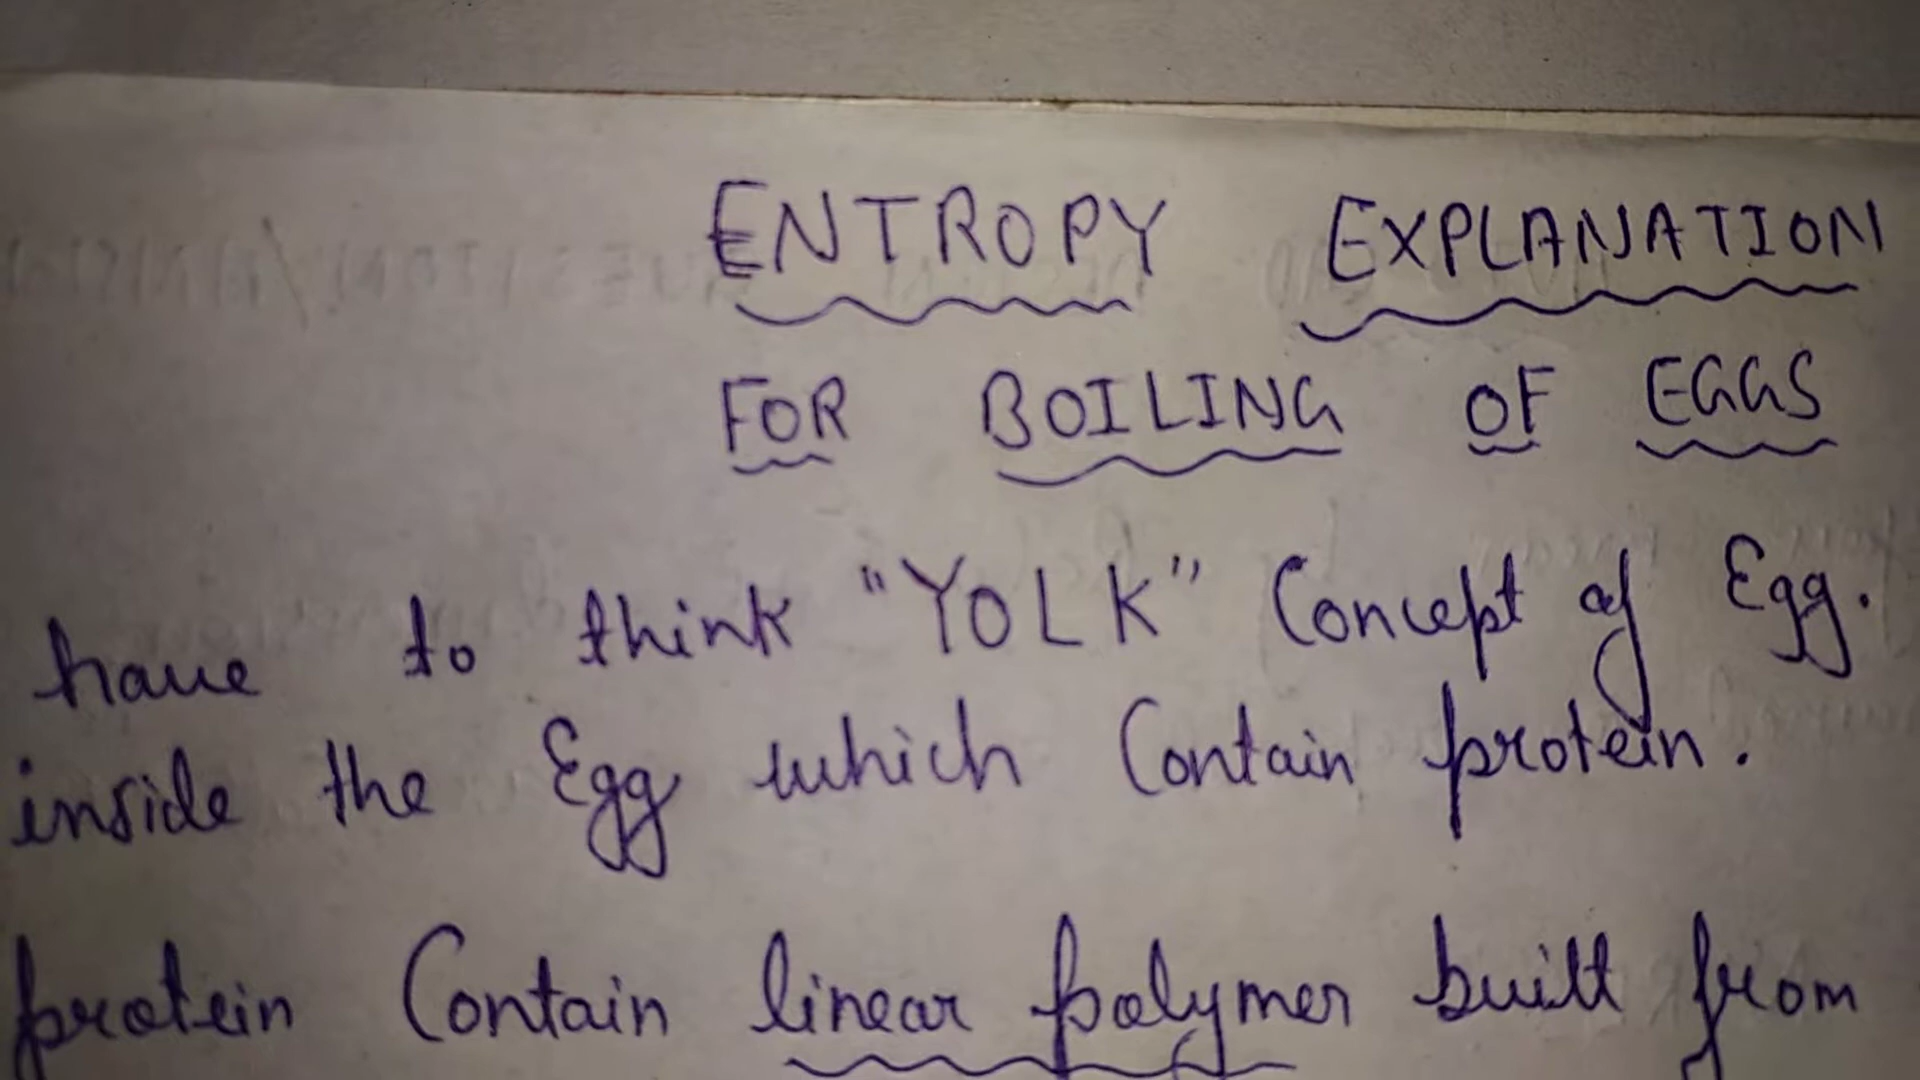 ENTROPY EXPLANATION
FOR BOILING OF EGGS
have to think "YOLK" Concept of Egg.
inside the Egg which Contain protein.
protein Contain linear polymer built from